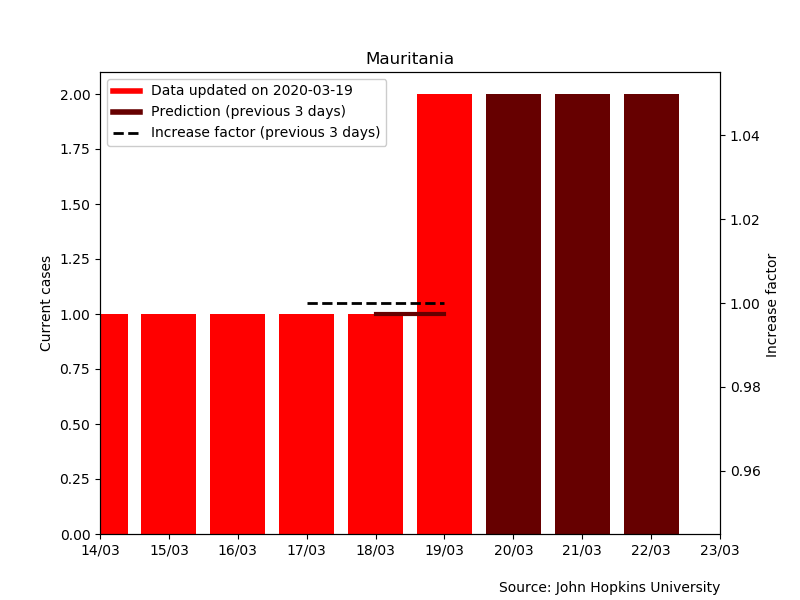 Mauritania
Data updated on 2020-03-19
Prediction (previous 3 days)
Increase factor (previous 3 days)
Current cases
2.00
1.75
1.50
1.25
1.00
0.75
0.50
0.25
0.00
1.04
1.02
1.00
0.98
0.96
Increase factor
14/03 15/03 16/03 17/03 18/03 19/03 20/03 21/03 22/03 23/03
Source: John Hopkins University